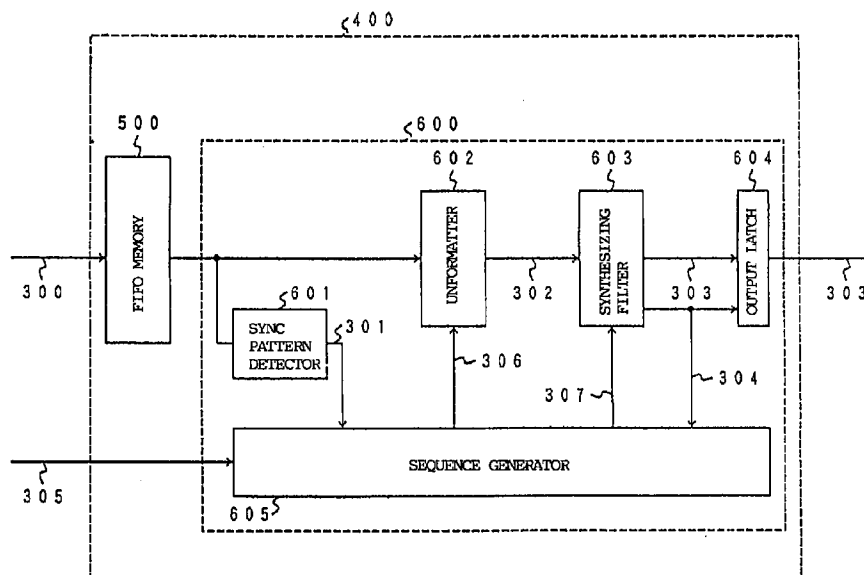 400
500
600
602
603
604
FIFO MEMORY
UNFORMATTER
SYNTHESIZING
FILTER
OUTPUT LATCH
300
302
303
303
601
SYNC
PATTERN
DETECTOR
301
306
307
304
SEQUENCE GENERATOR
305
605